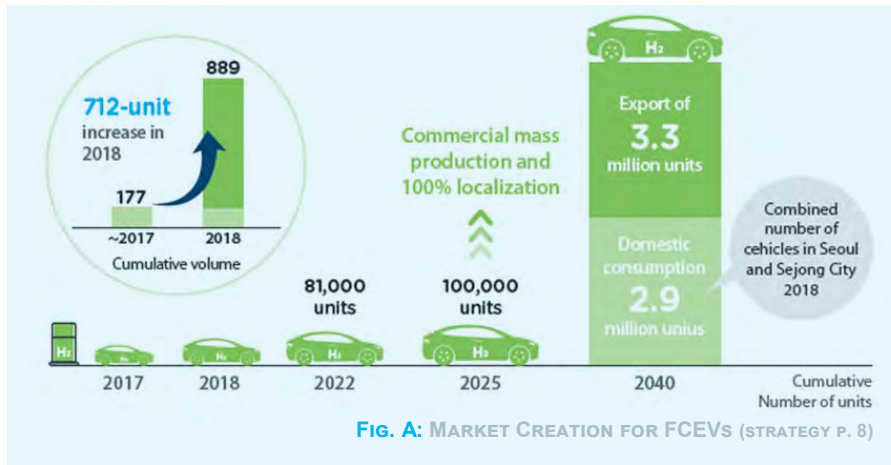 889
712-unit
increase in
2018
177
~2017
2018
Cumulative volume
Commercial mass
production and
100% localization
81,000
units
100,000
units
H₂
Export of
3.3
million units
Domestic
consumption
2.9
million unius
Combined
number of
cehicles in Seoul
and Sejong City
2018
H₂
H₂
H₂
H₂
H₂
2017
2018
2022
2025
2040
Cumulative
Number of units
FIG. A: MARKET CREATION FOR FCEVS (STRATEGY P. 8)